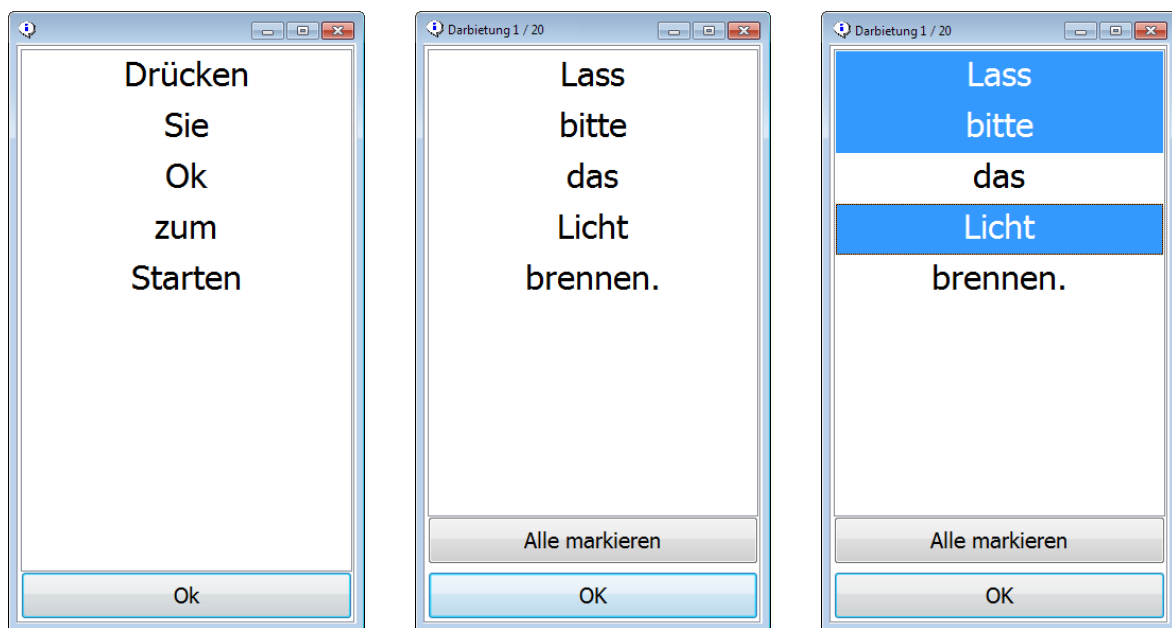 Drücken
Sie
Ok
zum
Starten
Ok
Darbietung 1 / 20
Lass
bitte
das
Licht
brennen.
Alle markieren
OK
Darbietung 1 / 20
Lass
bitte
das
Licht
brennen.
Alle markieren
OK